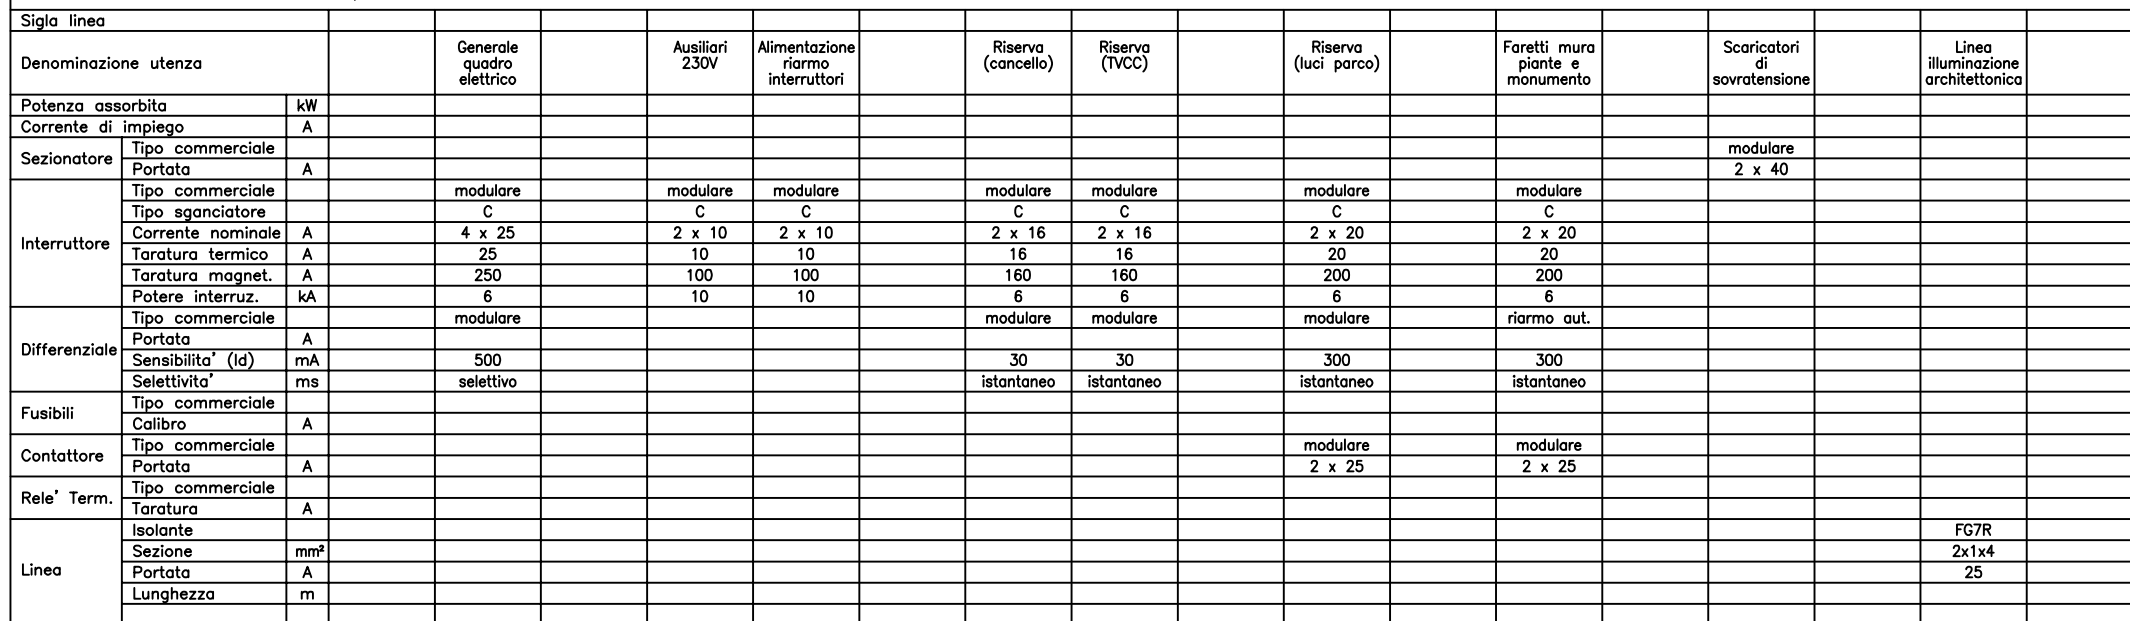 Sigla linea
Denominazione utenza
Generale quadro elettrico
Ausiliari 230V
Alimentazione riarmo interruttori
Riserva (cancello)
Riserva (TVCC)
Riserva (luci parco)
Faretti mura piante e monumento
Scaricatori di sovratensione
Linea illuminazione architettonica
Potenza assorbita kW
Corrente di impiego A
Sezionatore
Tipo commerciale modulare
Portata A 2 x 40
Interruttore
Tipo commerciale modulare modulare modulare modulare modulare modulare modulare
Tipo sganciatore C C C C C C C
Corrente nominale A 4 x 25 2 x 10 2 x 10 2 x 16 2 x 16 2 x 20 2 x 20
Taratura termico A 25 10 10 16 16 20 20
Taratura magnet. A 250 100 100 160 160 200 200
Potere interruz. kA 6 10 10 6 6 6 6
Differenziale
Tipo commerciale modulare modulare modulare modulare riarmo aut.
Portata A
Sensibilita' (Id) mA 500 30 30 300 300
Selettivita' ms selettivo istantaneo istantaneo istantaneo istantaneo
Fusibili
Tipo commerciale
Calibro A
Contattore
Tipo commerciale modulare modulare
Portata A 2 x 25 2 x 25
Rele' Term.
Tipo commerciale
Taratura A
Linea
Isolante FG7R
Sezione mm² 2x1x4
Portata A 25
Lunghezza m